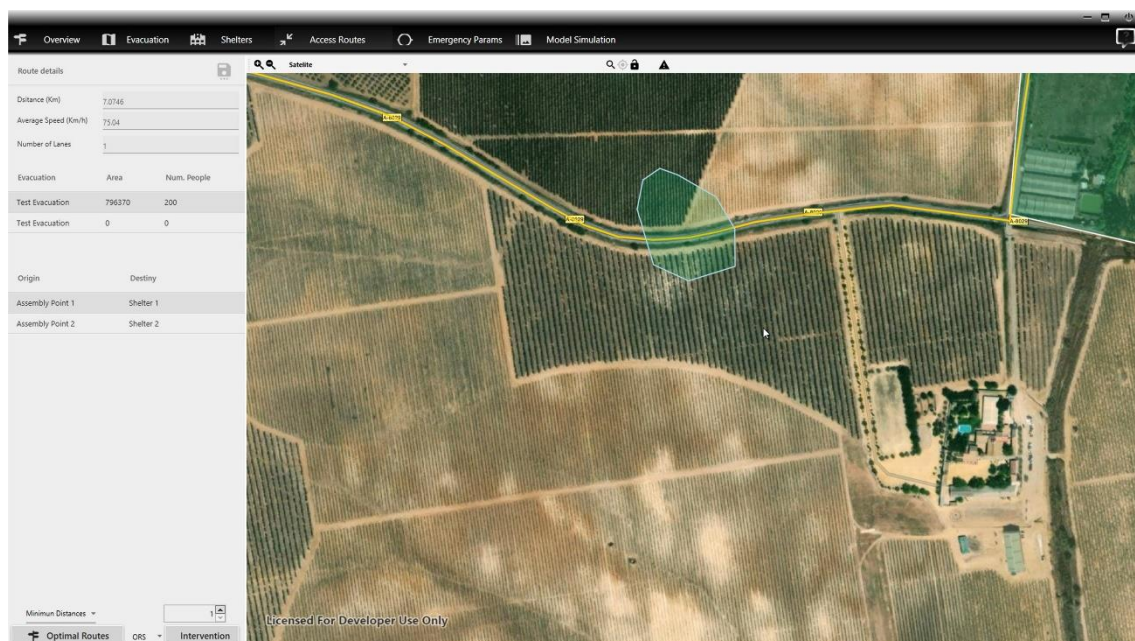 Overview Evacuation Shelters Access Routes Emergency Params Model Simulation
Route details
Satelite
Dsitance (Km) 7.0746
Average Speed (Km/h) 75.04
Number of Lanes 1
Evacuation Area Num. People
Test Evacuation 796370 200
Test Evacuation 0 0
Origin Destiny
Assembly Point 1 Shelter 1
Assembly Point 2 Shelter 2
A-8029
Minimun Distances 1
Licensed For Developer Use Only
Optimal Routes ORS Intervention